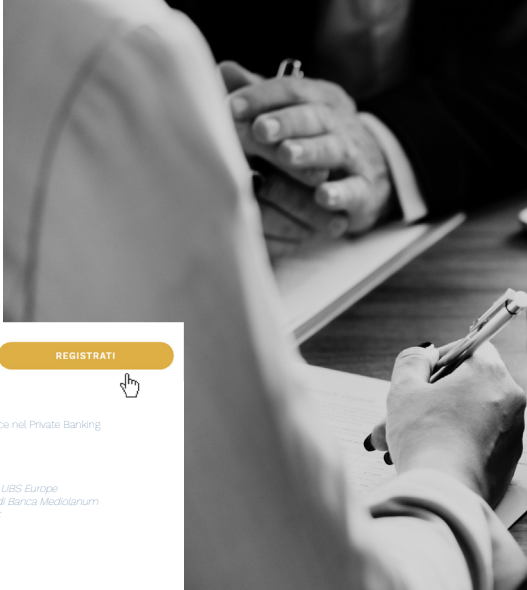 REGISTRATI
ce nel Private Banking
UBS Europe
di Banca Mediolanum